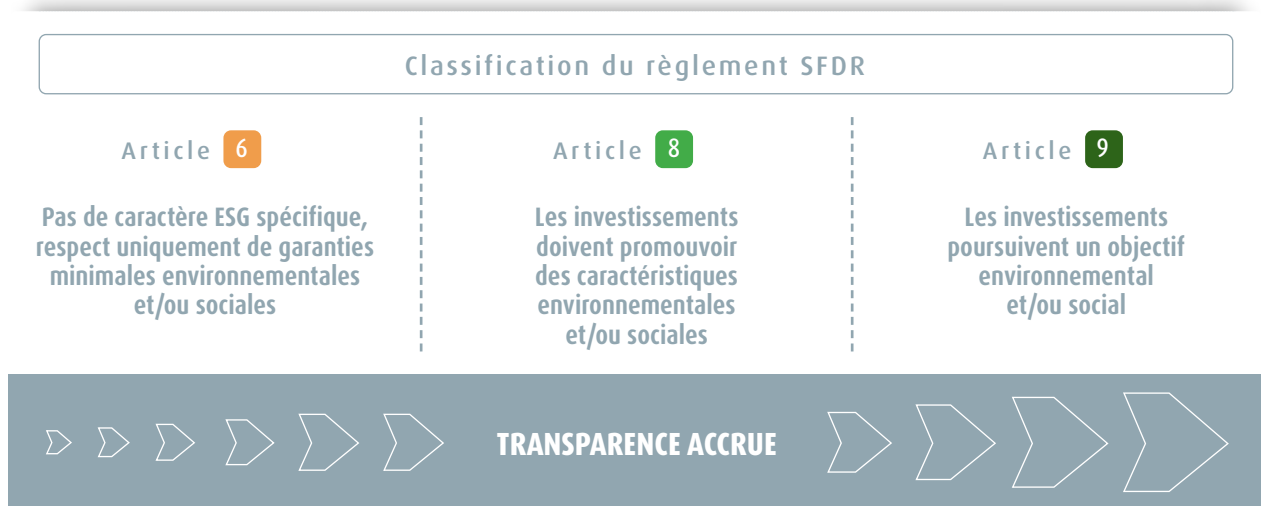 Classification du règlement SFDR
Article 6
Pas de caractère ESG spécifique,
respect uniquement de garanties
minimales environnementales
et/ou sociales
Article 8
Les investissements
doivent promouvoir
des caractéristiques
environnementales
et/ou sociales
Article 9
Les investissements
poursuivent un objectif
environnemental
et/ou social
TRANSPARENCE ACCRUE